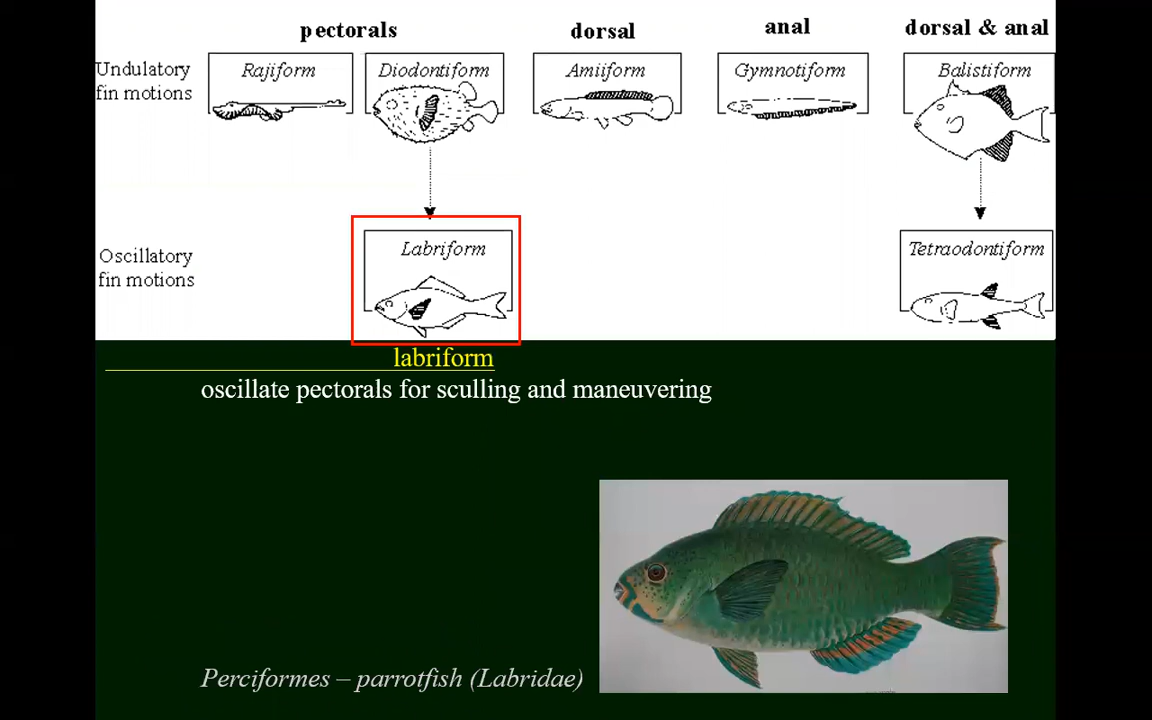 pectorals dorsal anal dorsal & anal
Undulatory
fin motions
Rajiform Diodontiform Amiiform Gymnotiform Balistiform
Oscillatory
fin motions
Labriform Tetraodontiform
labriform
oscillate pectorals for sculling and maneuvering
Perciformes – parrotfish (Labridae)